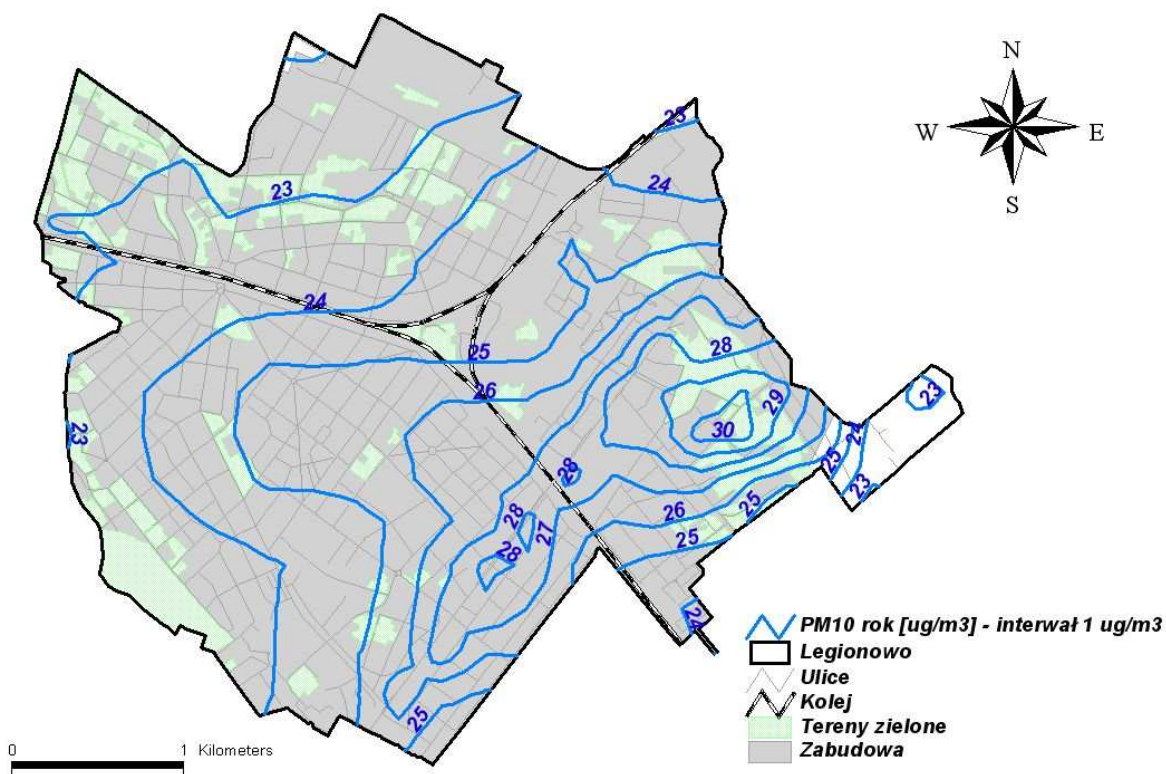 N
W E
S
23
24
23
24
25
26
28
29
30
23
25
24
23
23
28
28
28
27
26
25
25
24
25
PM10 rok [ug/m3] - interwał 1 ug/m3
Legionowo
Ulice
Kolej
Tereny zielone
Zabudowa
0 1 Kilometers